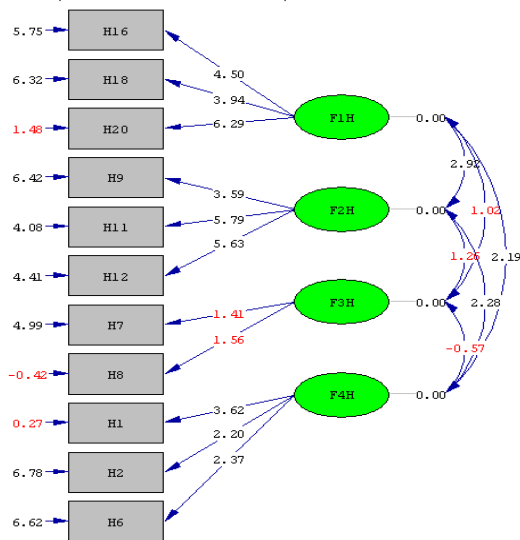 5.75 H16
4.50
6.32 H18
3.94
1.48 H20
6.29
F1H 0.00
2.92
6.42 H9
3.59
4.08 H11
5.79
F2H 0.00
1.02
4.41 H12
5.63
1.26
2.19
4.99 H7
1.41
F3H 0.00
2.28
-0.42 H8
1.56
-0.57
0.27 H1
3.62
F4H 0.00
2.20
6.78 H2
2.37
6.62 H6